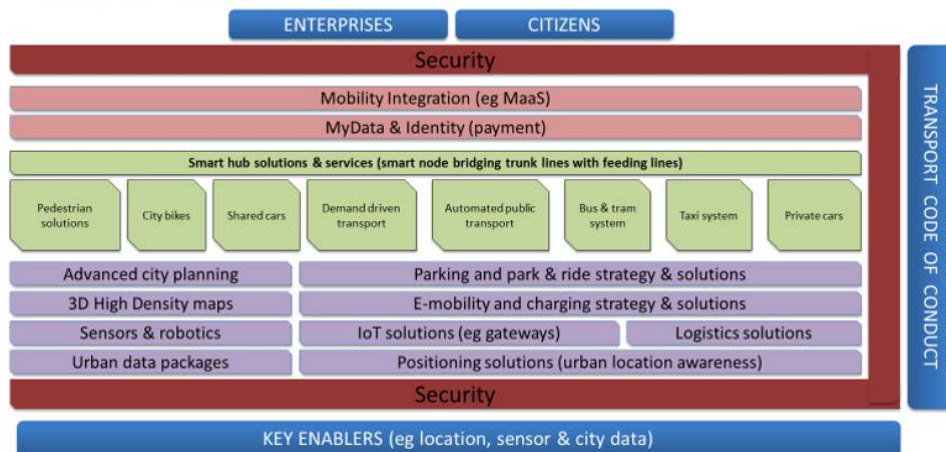 ENTERPRISES
CITIZENS
Security
Mobility Integration (eg MaaS)
MyData & Identity (payment)
Smart hub solutions & services (smart node bridging trunk lines with feeding lines)
Pedestrian
solutions
City bikes
Shared cars
Demand driven
transport
Automated public
transport
Bus & tram
system
Taxi system
Private cars
Advanced city planning
Parking and park & ride strategy & solutions
3D High Density maps
E-mobility and charging strategy & solutions
Sensors & robotics
IoT solutions (eg gateways)
Logistics solutions
Urban data packages
Positioning solutions (urban location awareness)
Security
KEY ENABLERS (eg location, sensor & city data)
TRANSPORT CODE OF CONDUCT